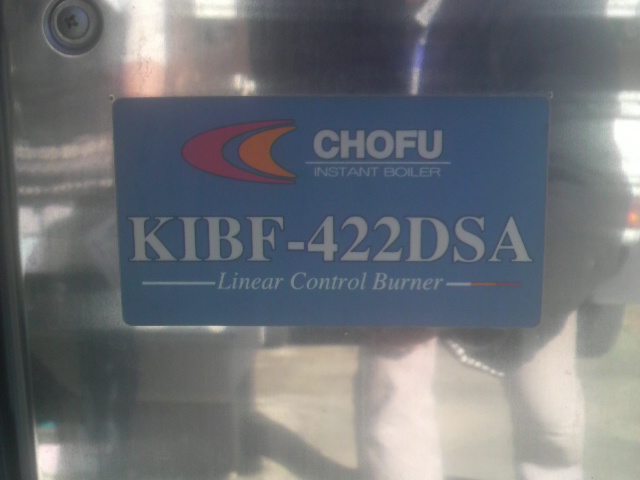 CHOFU
INSTANT BOILER
KIBF-422DSA
Linear Control Burner